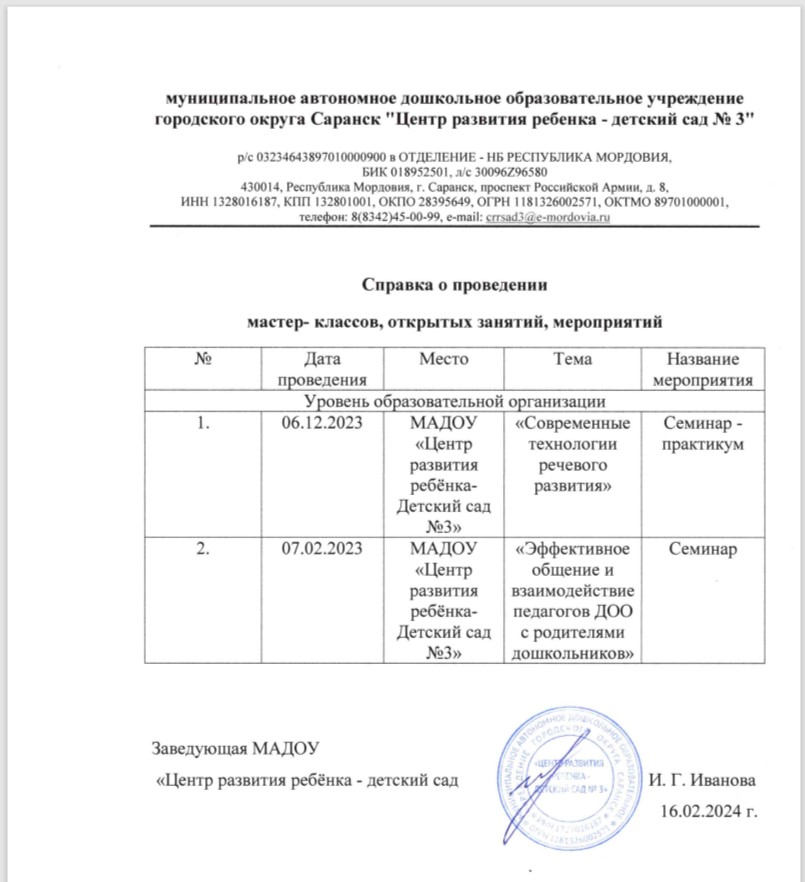 муниципальное автономное дошкольное образовательное учреждение
городского округа Саранск "Центр развития ребенка - детский сад № 3"
р/с 03234643897010000900 в ОТДЕЛЕНИЕ - НБ РЕСПУБЛИКА МОРДОВИЯ,
БИК 018952501, л/с 30096Z96580
430014, Республика Мордовия, г. Саранск, проспект Российской Армии, д. 8,
ИНН 1328016187, КПП 132801001, ОКПО 28395649, ОГРН 1181326002571, ОКТМО 89701000001,
телефон: 8(8342)45-00-99, e-mail: crrsad3@e-mordovia.ru
Справка о проведении
мастер- классов, открытых занятий, мероприятий
№ Дата Место Тема Название
проведения мероприятия
Уровень образовательной организации
1. 06.12.2023 МАДОУ «Современные Семинар -
«Центр технологии практикум
развития речевого
ребёнка- развития»
Детский сад
№3»
2. 07.02.2023 МАДОУ «Эффективное Семинар
«Центр общение и
развития взаимодействие
ребёнка- педагогов ДОО
Детский сад с родителями
№3» дошкольников»
Заведующая МАДОУ
«Центр развития ребёнка - детский сад И. Г. Иванова
16.02.2024 г.
«ЦЕНТР РАЗВИТИЯ
ДЕТСКИЙ САД № 3»